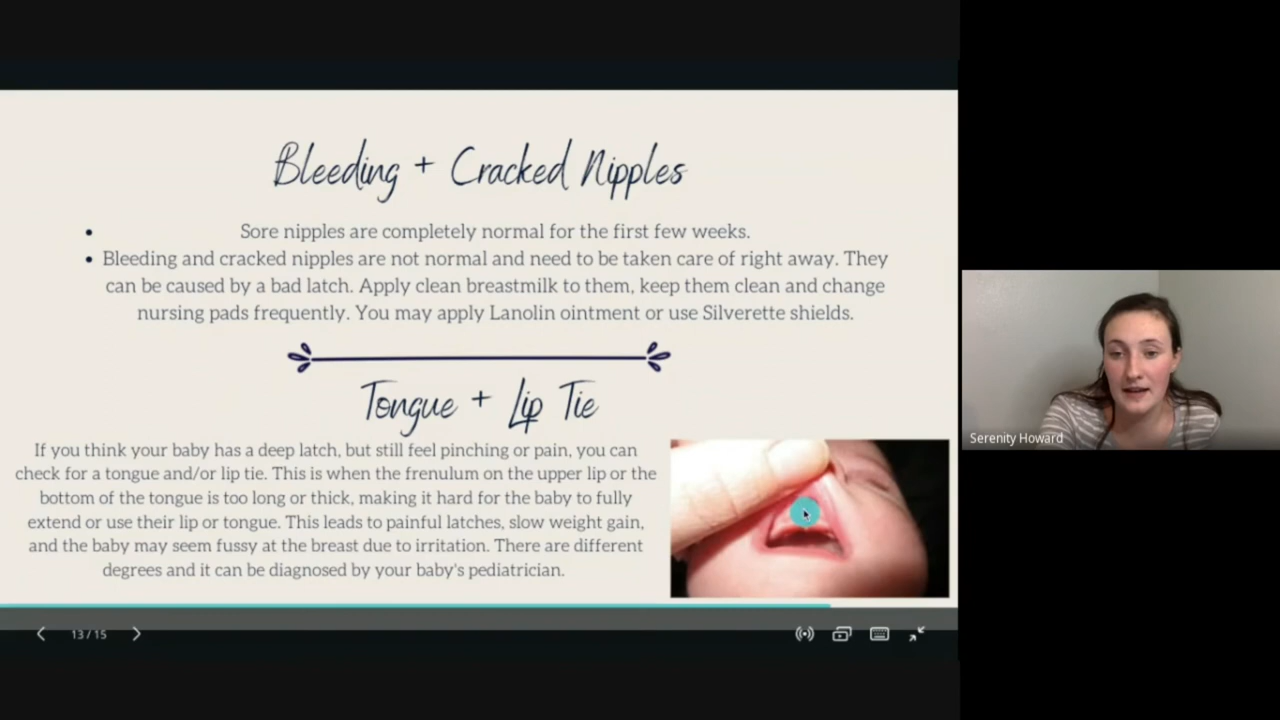 Bleeding + Cracked Nipples
• Sore nipples are completely normal for the first few weeks.
• Bleeding and cracked nipples are not normal and need to be taken care of right away. They
can be caused by a bad latch. Apply clean breastmilk to them, keep them clean and change
nursing pads frequently. You may apply Lanolin ointment or use Silverette shields.
Tongue + Lip Tie
If you think your baby has a deep latch, but still feel pinching or pain, you can
check for a tongue and/or lip tie. This is when the frenulum on the upper lip or the
bottom of the tongue is too long or thick, making it hard for the baby to fully
extend or use their lip or tongue. This leads to painful latches, slow weight gain,
and the baby may seem fussy at the breast due to irritation. There are different
degrees and it can be diagnosed by your baby's pediatrician.
13 / 15
Serenity Howard